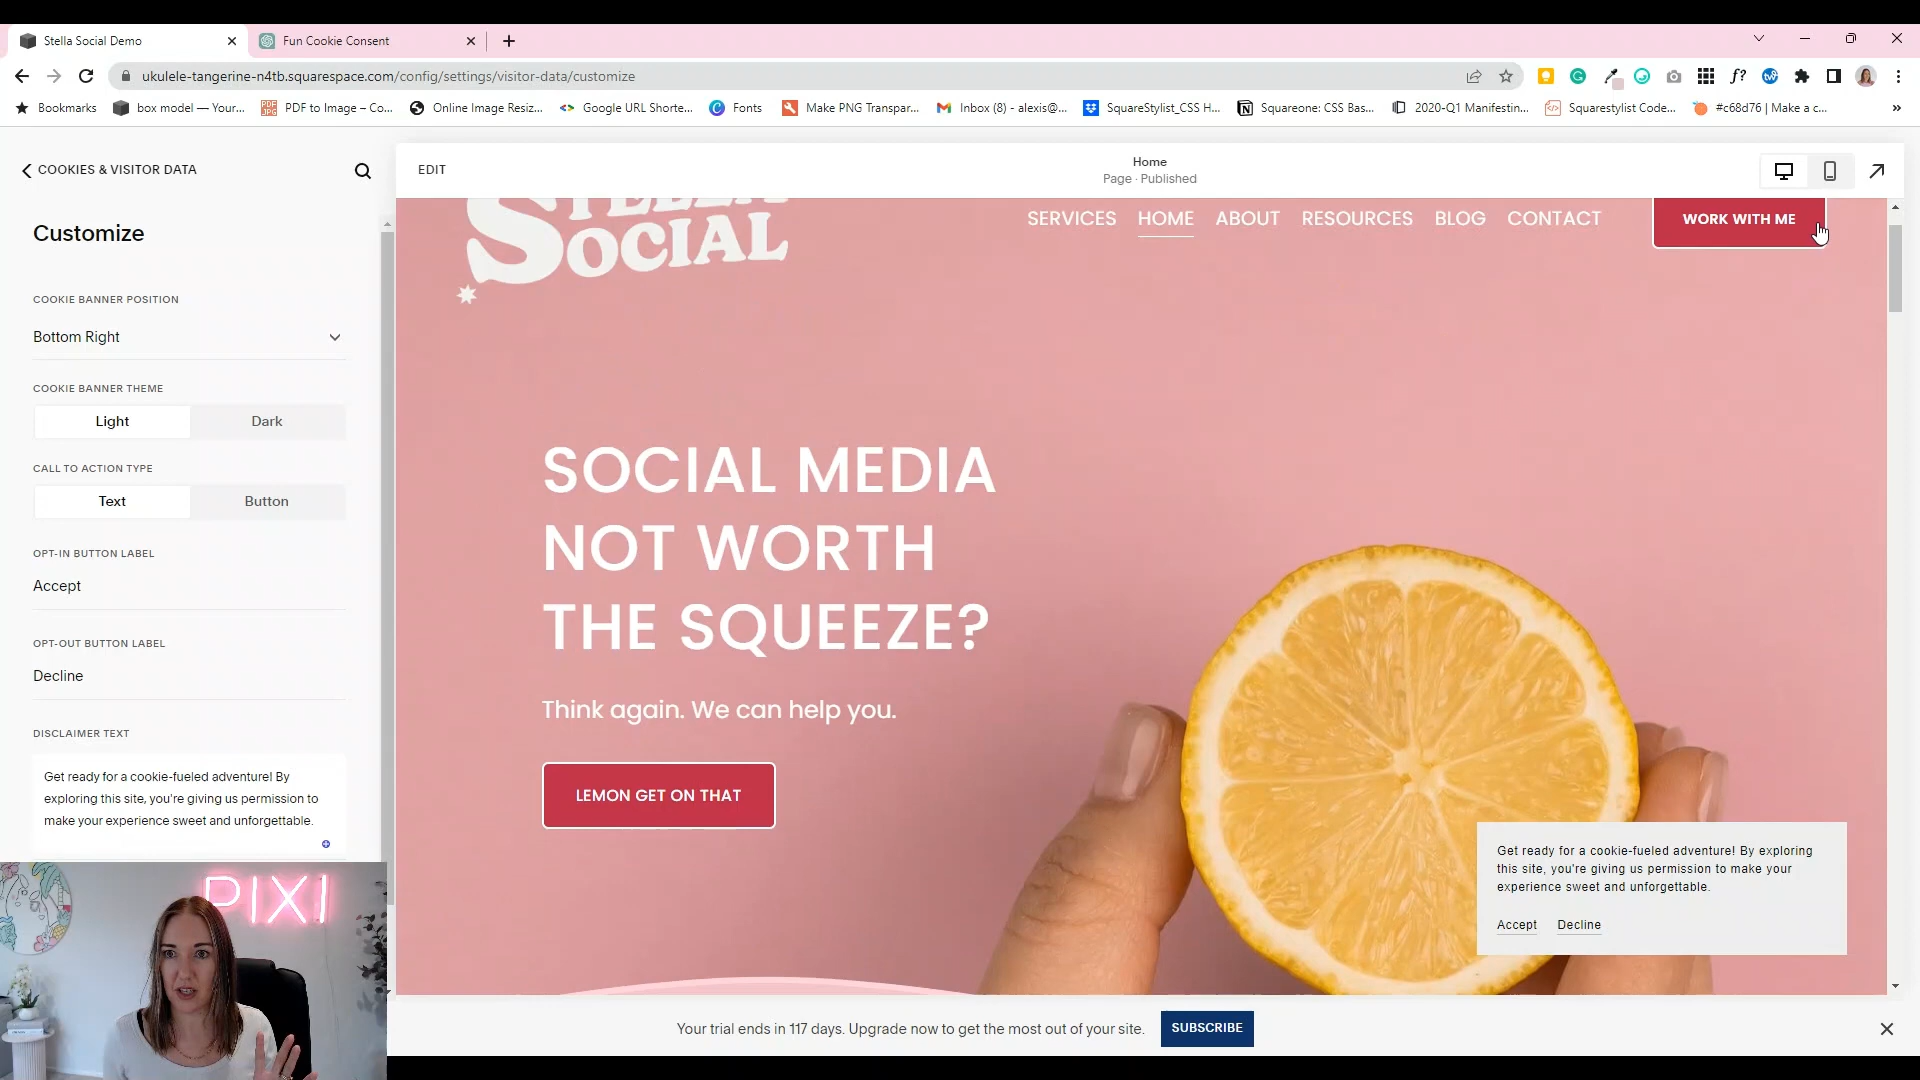 Stella Social Demo
Fun Cookie Consent
ukulele-tangerine-n4tb.squarespace.com/config/settings/visitor-data/customize
Bookmarks
box model — Your...
PDF to Image – Co...
Online Image Resiz...
Google URL Shorte...
Fonts
Make PNG Transpar...
Inbox (8) - alexis@...
SquareStylist_CSS H...
Squareone: CSS Bas...
2020-Q1 Manifestin...
Squarestylist Code...
#c68d76 | Make a c...
COOKIES & VISITOR DATA
EDIT
Home
Page · Published
Customize
COOKIE BANNER POSITION
Bottom Right
COOKIE BANNER THEME
Light
Dark
CALL TO ACTION TYPE
Text
Button
OPT-IN BUTTON LABEL
Accept
OPT-OUT BUTTON LABEL
Decline
DISCLAIMER TEXT
Get ready for a cookie-fueled adventure! By
exploring this site, you're giving us permission to
make your experience sweet and unforgettable.
PIXI
STELLA
SOCIAL
SERVICES
HOME
ABOUT
RESOURCES
BLOG
CONTACT
WORK WITH ME
SOCIAL MEDIA
NOT WORTH
THE SQUEEZE?
Think again. We can help you.
LEMON GET ON THAT
Get ready for a cookie-fueled adventure! By exploring
this site, you're giving us permission to make your
experience sweet and unforgettable.
Accept
Decline
Your trial ends in 117 days. Upgrade now to get the most out of your site.
SUBSCRIBE